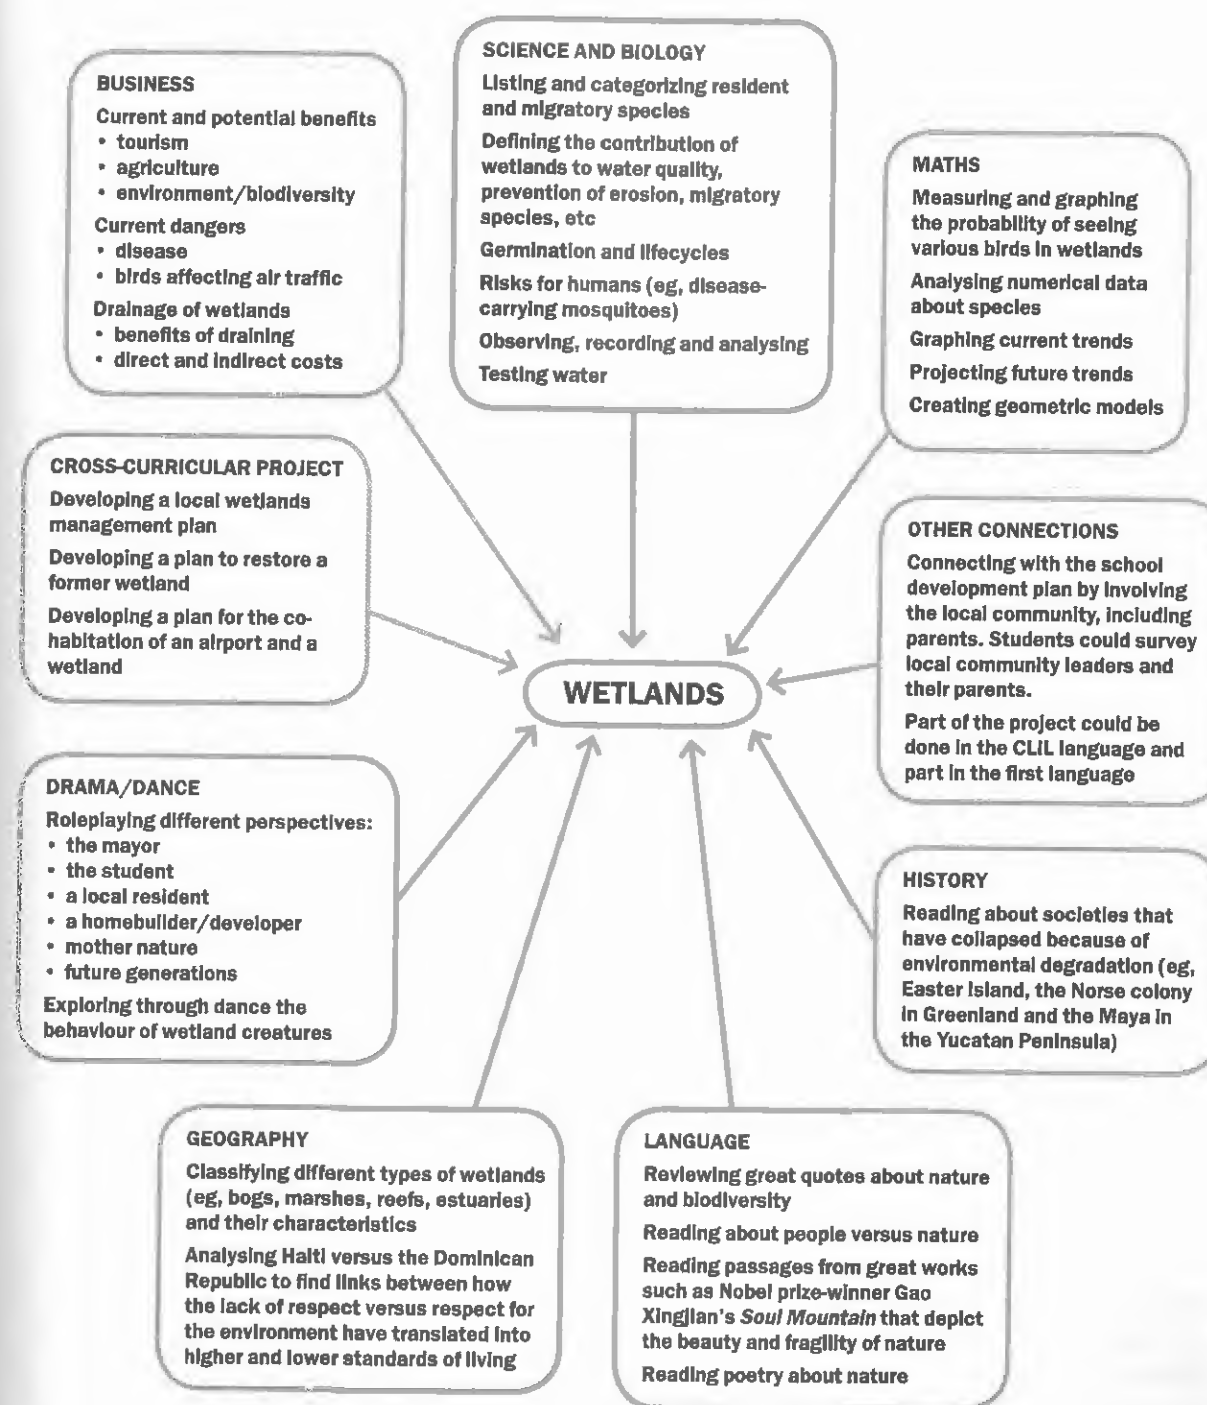 BUSINESS
Current and potential benefits
• tourism
• agriculture
• environment/biodiversity
Current dangers
• disease
• birds affecting air traffic
Drainage of wetlands
• benefits of draining
• direct and indirect costs
SCIENCE AND BIOLOGY
Listing and categorizing resident
and migratory species
Defining the contribution of
wetlands to water quality,
prevention of erosion, migratory
species, etc
Germination and lifecycles
Risks for humans (eg, disease-
carrying mosquitoes)
Observing, recording and analysing
Testing water
MATHS
Measuring and graphing
the probability of seeing
various birds in wetlands
Analysing numerical data
about species
Graphing current trends
Projecting future trends
Creating geometric models
CROSS-CURRICULAR PROJECT
Developing a local wetlands
management plan
Developing a plan to restore a
former wetland
Developing a plan for the co-
habitation of an airport and a
wetland
OTHER CONNECTIONS
Connecting with the school
development plan by involving
the local community, including
parents. Students could survey
local community leaders and
their parents.
Part of the project could be
done in the CLIL language and
part in the first language
WETLANDS
DRAMA/DANCE
Roleplaying different perspectives:
• the mayor
• the student
• a local resident
• a homebuilder/developer
• mother nature
• future generations
Exploring through dance the
behaviour of wetland creatures
HISTORY
Reading about societies that
have collapsed because of
environmental degradation (eg,
Easter Island, the Norse colony
in Greenland and the Maya in
the Yucatan Peninsula)
GEOGRAPHY
Classifying different types of wetlands
(eg, bogs, marshes, reefs, estuaries)
and their characteristics
Analysing Haiti versus the Dominican
Republic to find links between how
the lack of respect versus respect for
the environment have translated into
higher and lower standards of living
LANGUAGE
Reviewing great quotes about nature
and biodiversity
Reading about people versus nature
Reading passages from great works
such as Nobel prize-winner Gao
Xingjian's Soul Mountain that depict
the beauty and fragility of nature
Reading poetry about nature